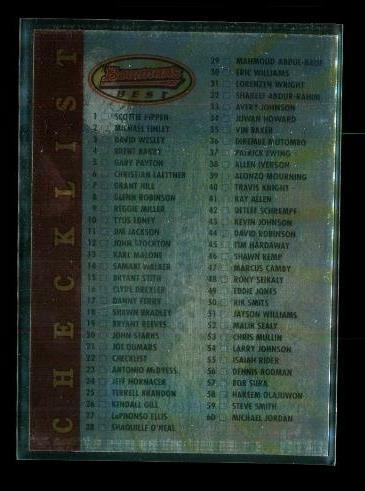 CHECKLIST
Bowman's
BEST
1 SCOTTIE PIPPEN
2 MICHAEL FINLEY
3 DAVID WESLEY
4 BRENT BARRY
5 GARY PAYTON
6 CHRISTIAN LAETTNER
7 GRANT HILL
8 GLENN ROBINSON
9 REGGIE MILLER
10 TYUS EDNEY
11 JIM JACKSON
12 JOHN STOCKTON
13 KARL MALONE
14 SAMAKI WALKER
15 BRYANT STITH
16 CLYDE DREXLER
17 DANNY FERRY
18 SHAWN BRADLEY
19 BRYANT REEVES
20 JOHN STARKS
21 JOE DUMARS
22 CHECKLIST
23 ANTONIO McDYESS
24 JEFF HORNACEK
25 TERRELL BRANDON
26 KENDALL GILL
27 LaPHONSO ELLIS
28 SHAQUILLE O'NEAL
29 MAHMOUD ABDUL-RAUF
30 ERIC WILLIAMS
31 LORENZEN WRIGHT
32 SHAREEF ABDUR-RAHIM
33 AVERY JOHNSON
34 JUWAN HOWARD
35 VIN BAKER
36 DIKEMBE MUTOMBO
37 PATRICK EWING
38 ALLEN IVERSON
39 ALONZO MOURNING
40 TRAVIS KNIGHT
41 RAY ALLEN
42 DETLEF SCHREMPF
43 KEVIN JOHNSON
44 DAVID ROBINSON
45 TIM HARDAWAY
46 SHAWN KEMP
47 MARCUS CAMBY
48 RONY SEIKALY
49 EDDIE JONES
50 RIK SMITS
51 JAYSON WILLIAMS
52 MALIK SEALY
53 CHRIS MULLIN
54 LARRY JOHNSON
55 ISAIAH RIDER
56 DENNIS RODMAN
57 BOB SURA
58 HAKEEM OLAJUWON
59 STEVE SMITH
60 MICHAEL JORDAN